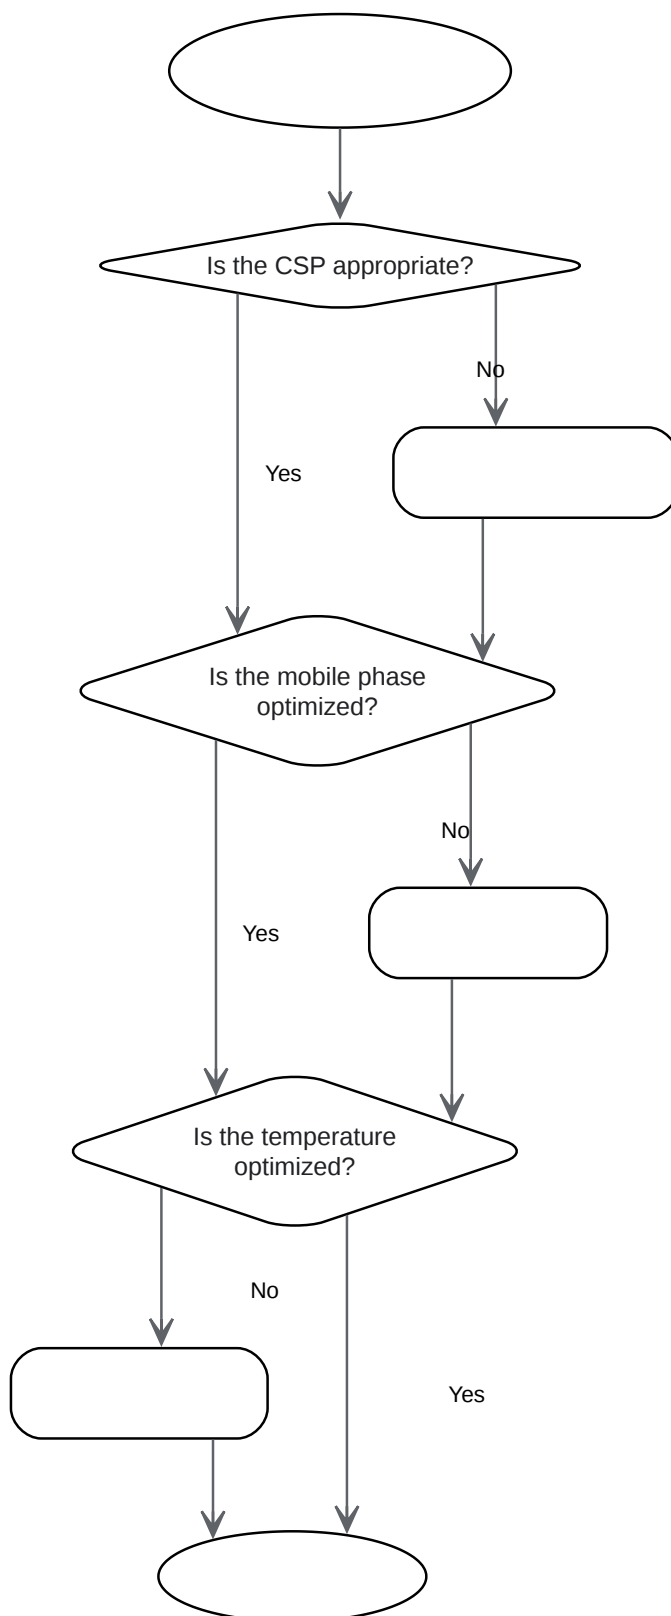 Is the CSP appropriate?
No
Yes
Is the mobile phase
optimized?
No
Yes
Is the temperature
optimized?
No
Yes